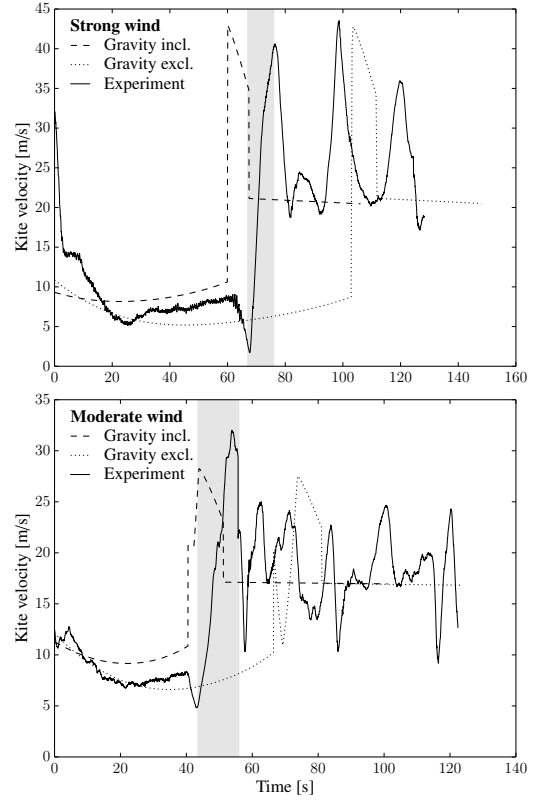 Strong wind
Gravity incl.
Gravity excl.
Experiment
Kite velocity [m/s]
45
40
35
30
25
20
15
10
5
0
0 20 40 60 80 100 120 140 160
Moderate wind
Gravity incl.
Gravity excl.
Experiment
Kite velocity [m/s]
35
30
25
20
15
10
5
0
0 20 40 60 80 100 120 140
Time [s]